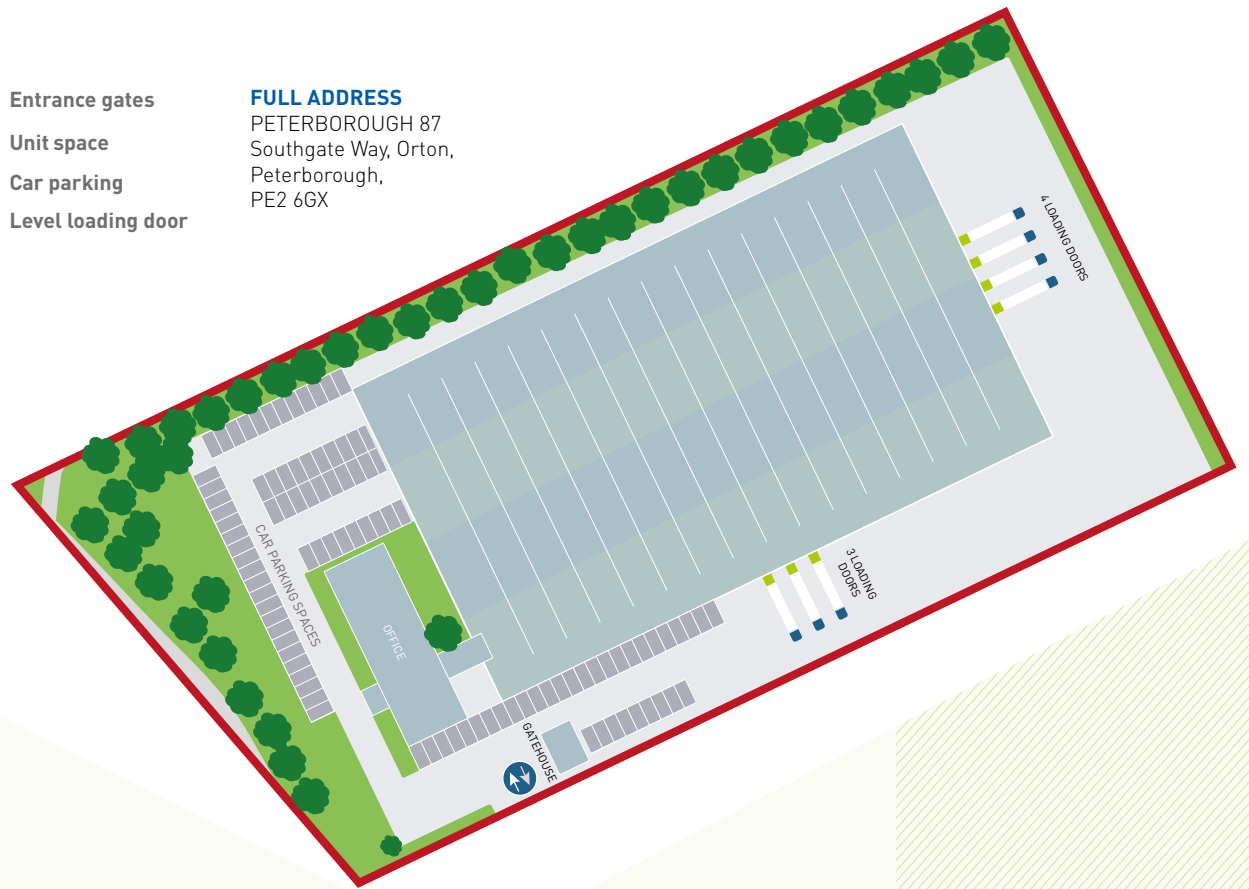 Entrance gates
Unit space
Car parking
Level loading door
FULL ADDRESS
PETERBOROUGH 87
Southgate Way, Orton,
Peterborough,
PE2 6GX
4 LOADING DOORS
3 LOADING
DOORS
CAR PARKING SPACES
OFFICE
GATEHOUSE